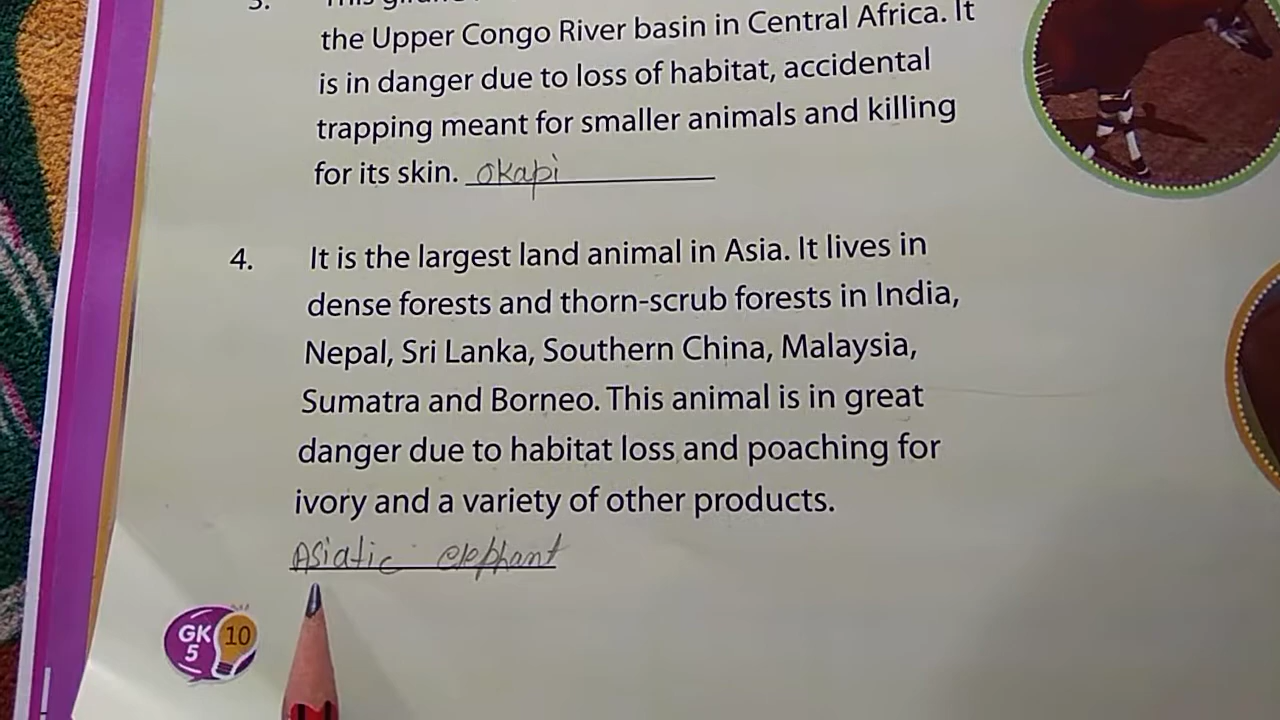 3. This
the Upper Congo River basin in Central Africa. It
is in danger due to loss of habitat, accidental
trapping meant for smaller animals and killing
for its skin. okapi
4. It is the largest land animal in Asia. It lives in
dense forests and thorn-scrub forests in India,
Nepal, Sri Lanka, Southern China, Malaysia,
Sumatra and Borneo. This animal is in great
danger due to habitat loss and poaching for
ivory and a variety of other products.
Asiatic elephant
GK 10
5